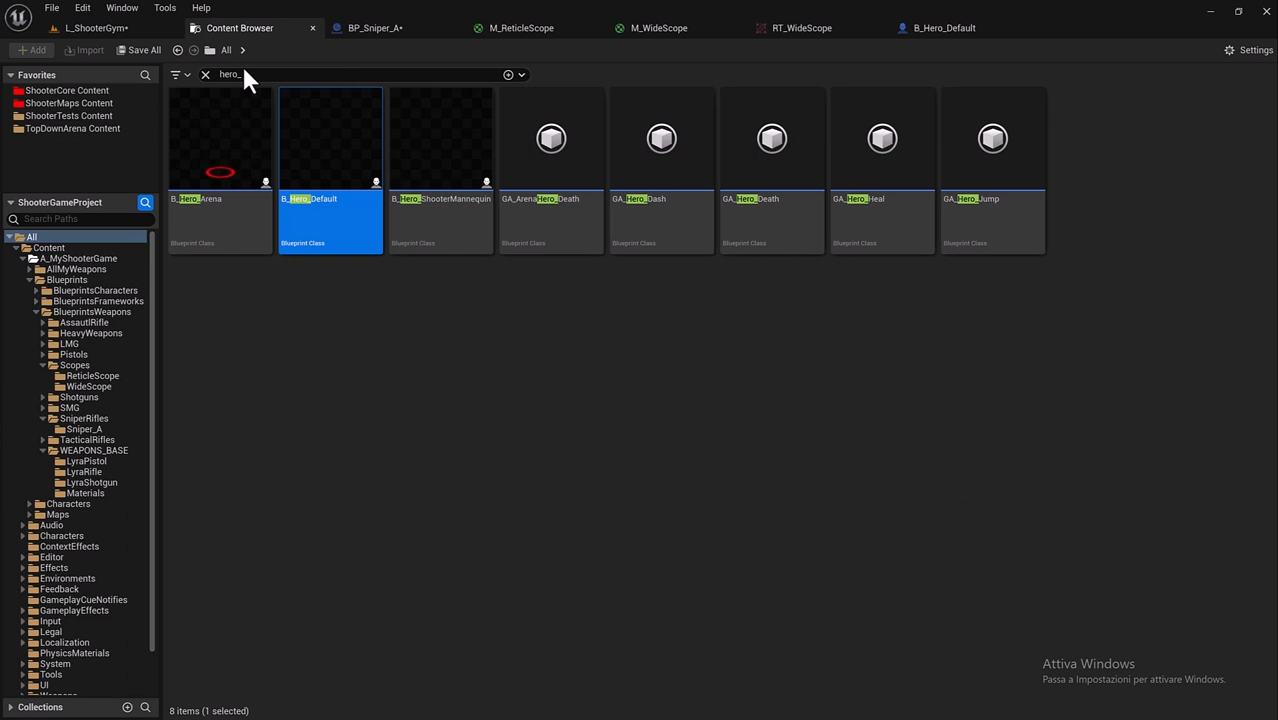 File Edit Window Tools Help
L_ShooterGym* Content Browser BP_Sniper_A* M_ReticleScope M_WideScope RT_WideScope B_Hero_Default
Add Import Save All All Settings
Favorites
ShooterCore Content
ShooterMaps Content
ShooterTests Content
TopDownArena Content
hero_
B_Hero_Arena
Blueprint Class
B_Hero_Default
Blueprint Class
B_Hero_ShooterMannequin
Blueprint Class
GA_ArenaHero_Death
Blueprint Class
GA_Hero_Dash
Blueprint Class
GA_Hero_Death
Blueprint Class
GA_Hero_Heal
Blueprint Class
GA_Hero_Jump
Blueprint Class
ShooterGameProject
Search Paths
All
Content
A_MyShooterGame
AllMyWeapons
Blueprints
BlueprintsCharacters
BlueprintsFrameworks
BlueprintsWeapons
AssautlRifle
HeavyWeapons
LMG
Pistols
Scopes
ReticleScope
WideScope
Shotguns
SMG
SniperRifles
Sniper_A
TacticalRifles
WEAPONS_BASE
LyraPistol
LyraRifle
LyraShotgun
Materials
Characters
Maps
Audio
Characters
ContextEffects
Editor
Effects
Environments
Feedback
GameplayCueNotifies
GameplayEffects
Input
Legal
Localization
PhysicsMaterials
System
Tools
UI
Collections
8 items (1 selected)
Attiva Windows
Passa a Impostazioni per attivare Windows.